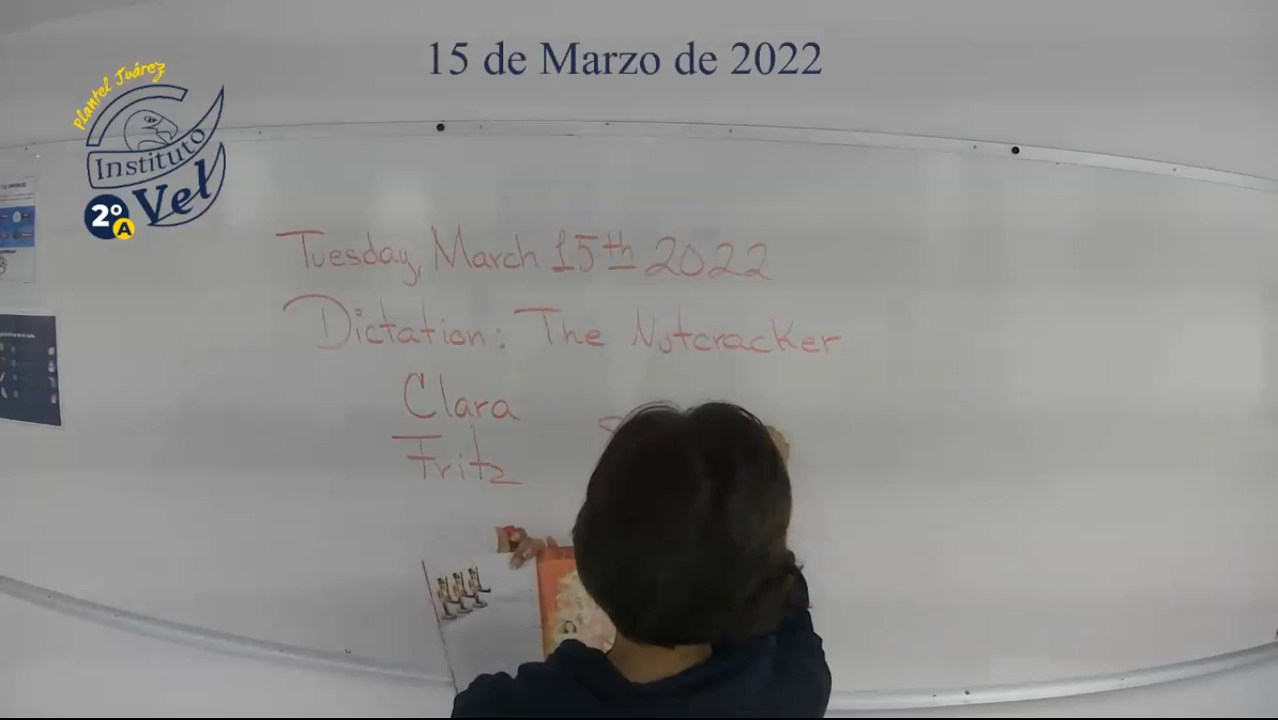 15 de Marzo de 2022
Plantel Juárez
Instituto
Vel
2° A
Tuesday, March 15th 2022
Dictation: The Nutcracker
Clara
Fritz